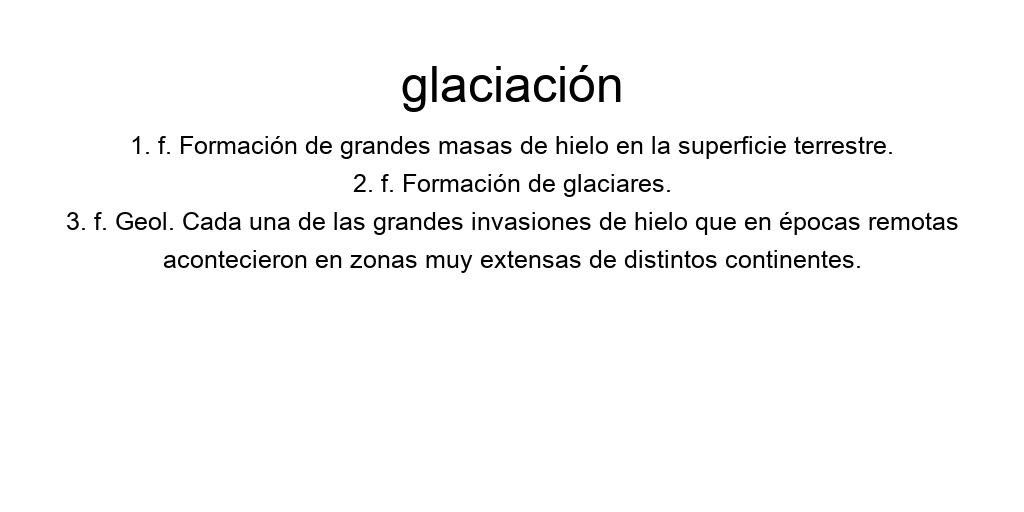 glaciación
1. f. Formación de grandes masas de hielo en la superficie terrestre.
2. f. Formación de glaciares.
3. f. Geol. Cada una de las grandes invasiones de hielo que en épocas remotas
acontecieron en zonas muy extensas de distintos continentes.